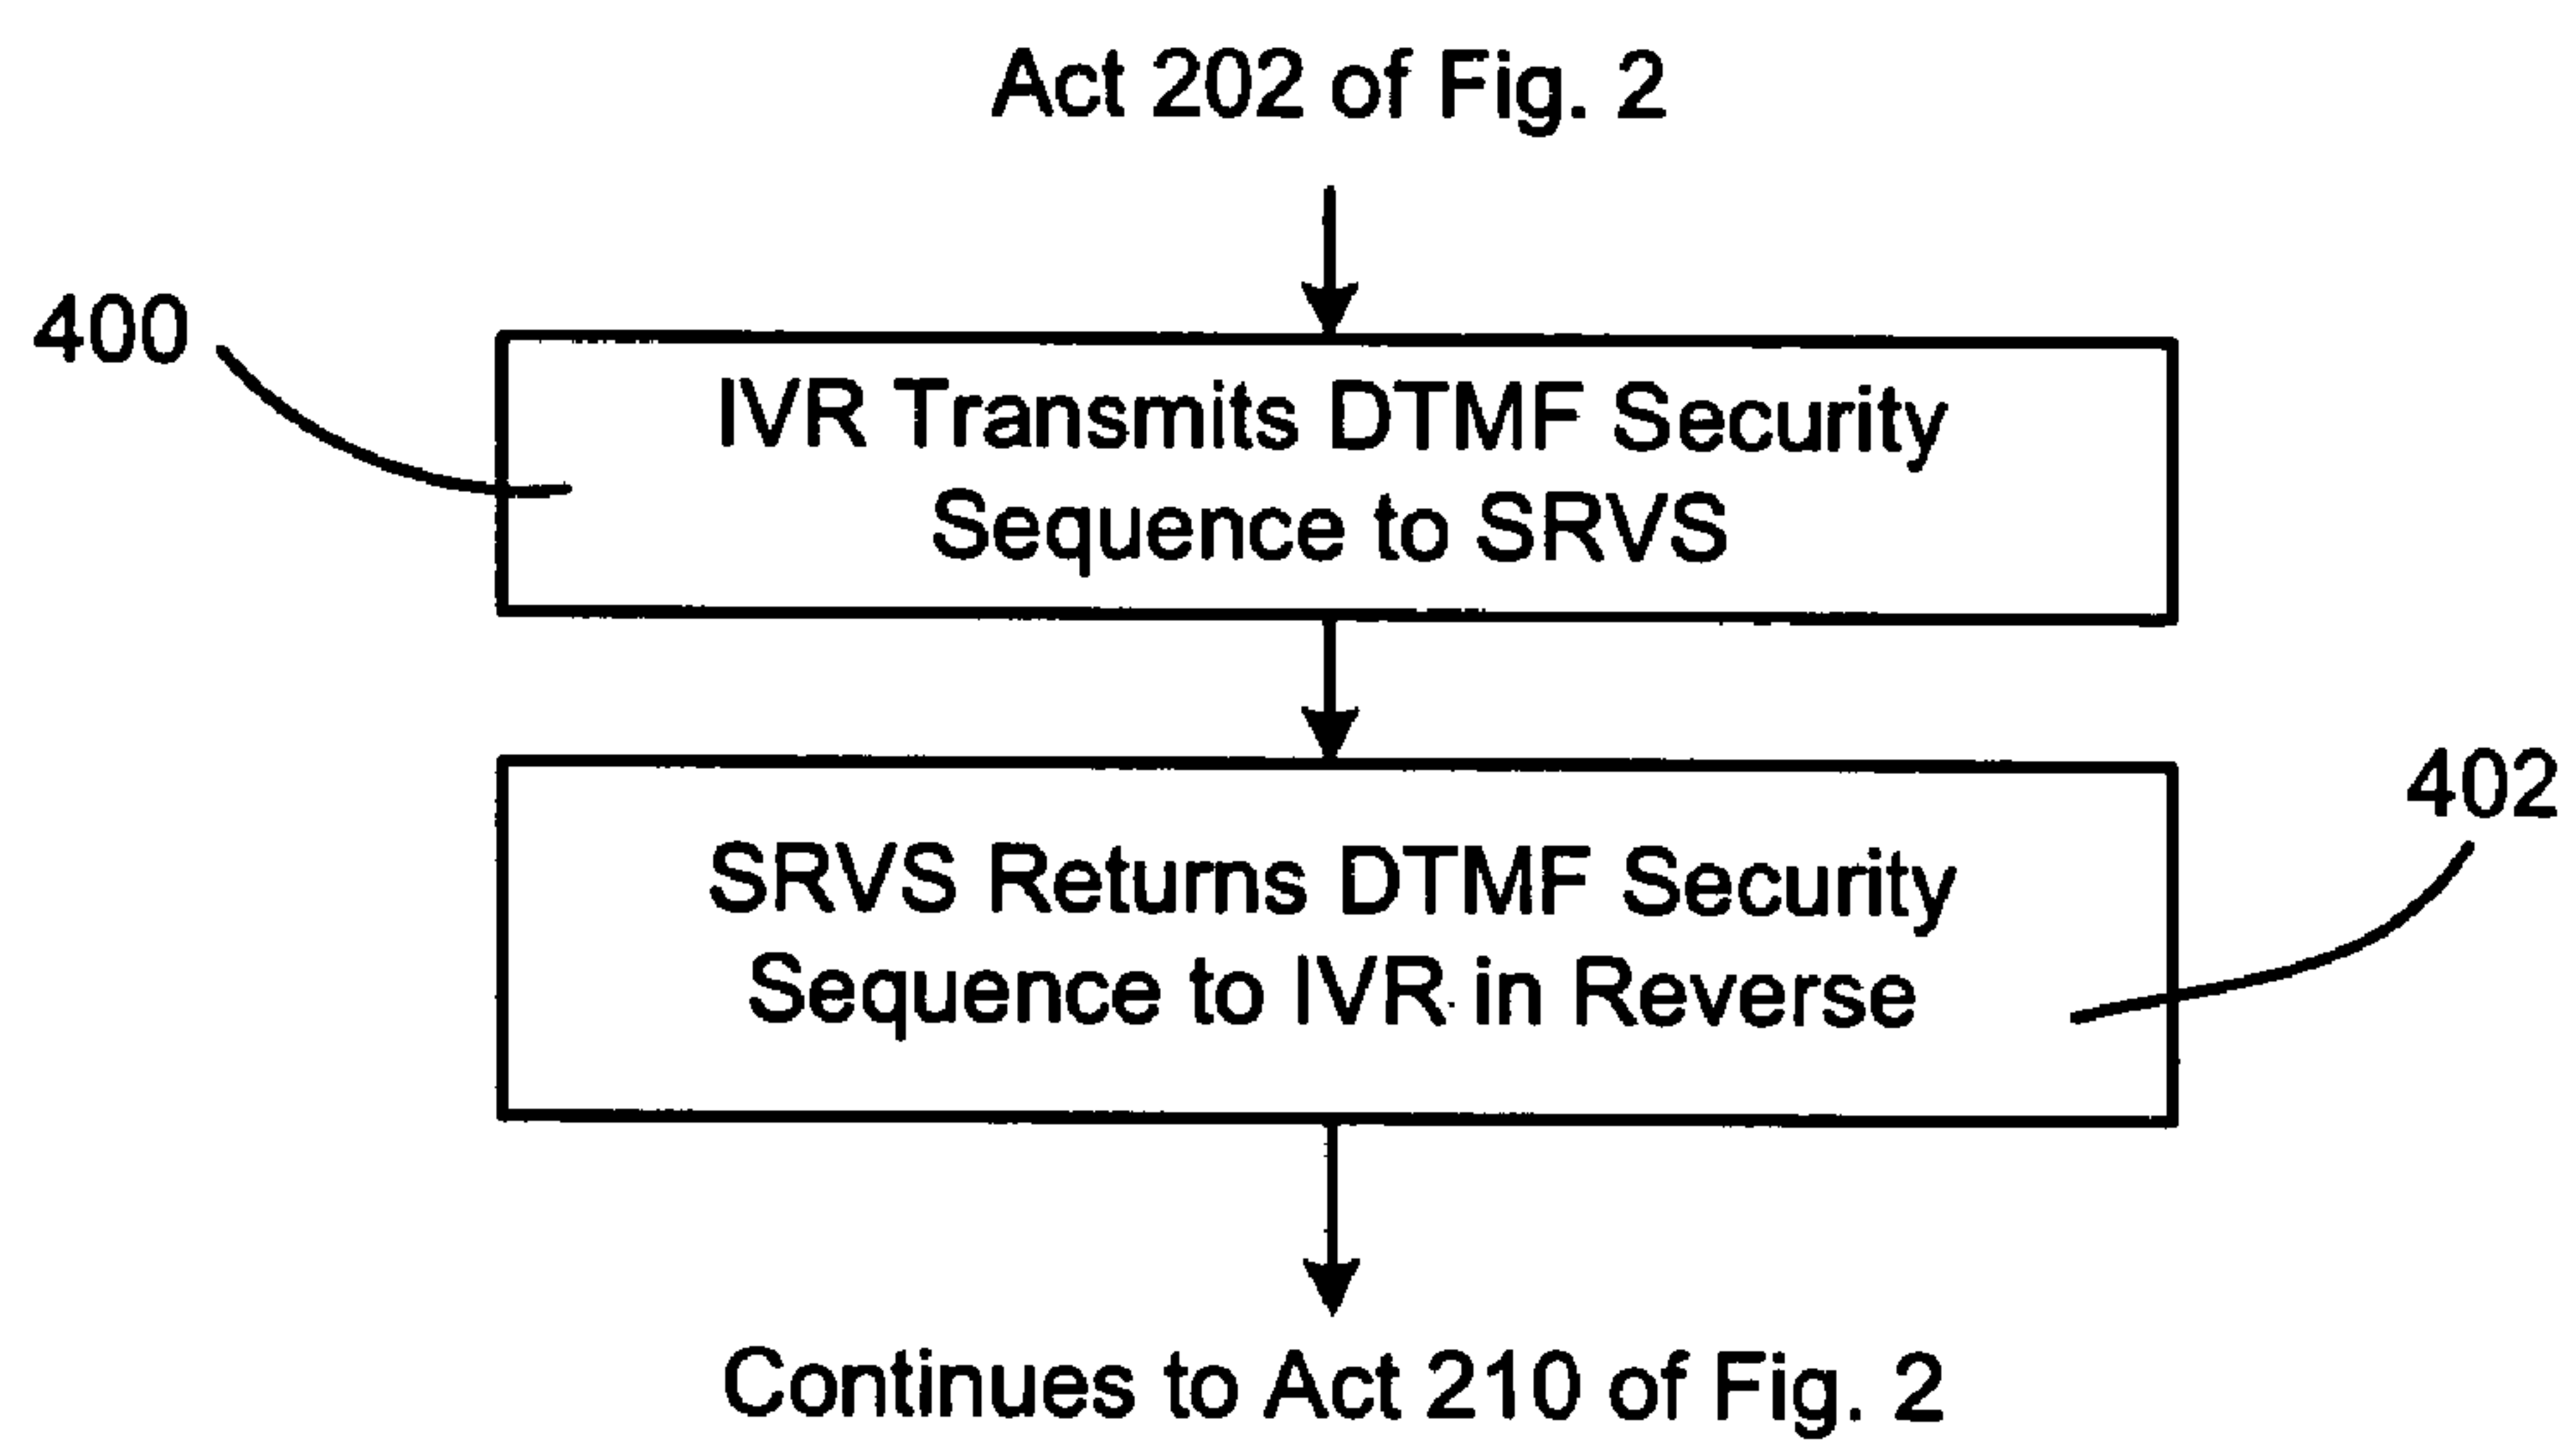 Act 202 of Fig. 2
400
IVR Transmits DTMF Security
Sequence to SRVS
402
SRVS Returns DTMF Security
Sequence to IVR in Reverse
Continues to Act 210 of Fig. 2